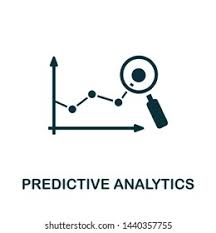 PREDICTIVE ANALYTICS
shutterstock.com · 1440357755